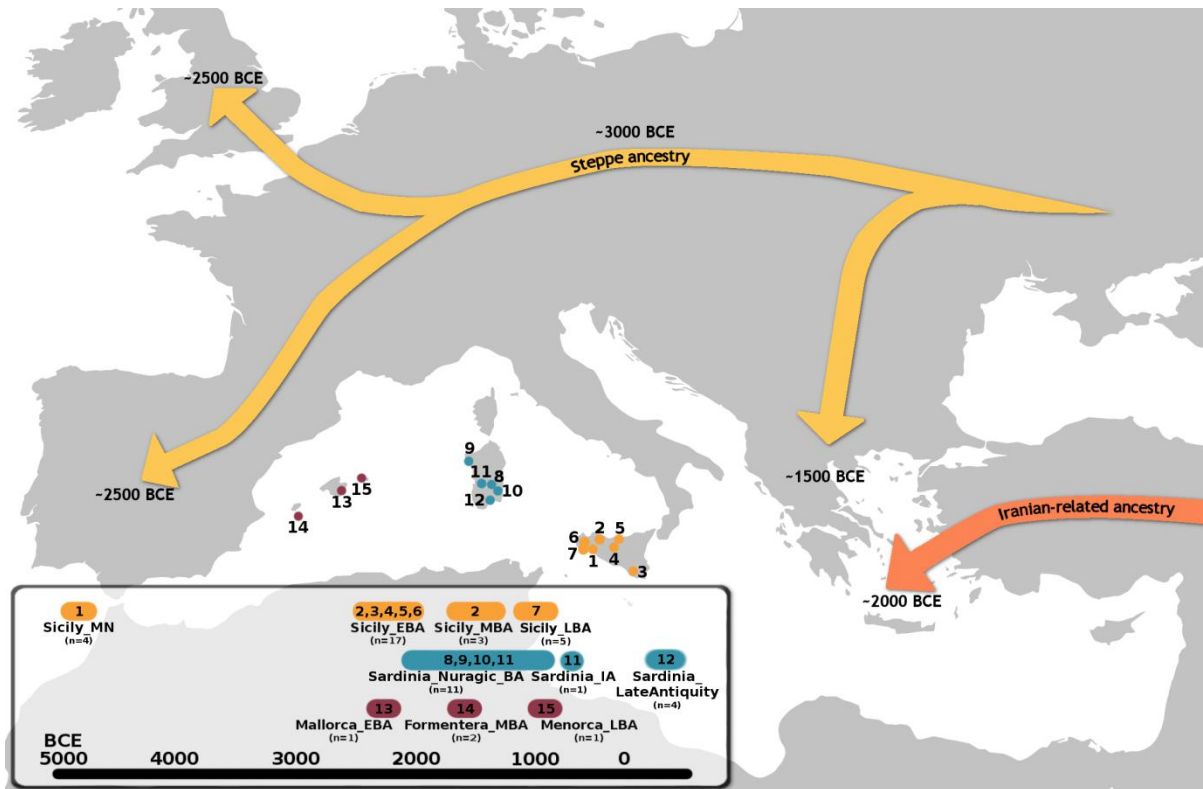 ~2500 BCE
~3000 BCE
Steppe ancestry
~2500 BCE
~1500 BCE
Iranian-related ancestry
~2000 BCE
9
11
8
15
10
13
12
14
6
2
5
7
1
4
3
1
2,3,4,5,6
2
7
Sicily_MN
Sicily_EBA
Sicily_MBA
Sicily_LBA
(n=4)
(n=17)
(n=3)
(n=5)
8,9,10,11
11
12
Sardinia_Nuragic_BA
Sardinia_IA
Sardinia_
LateAntiquity
(n=11)
(n=1)
(n=4)
13
14
15
Mallorca_EBA
Formentera_MBA
Menorca_LBA
(n=1)
(n=2)
(n=1)
BCE
5000 4000 3000 2000 1000 0